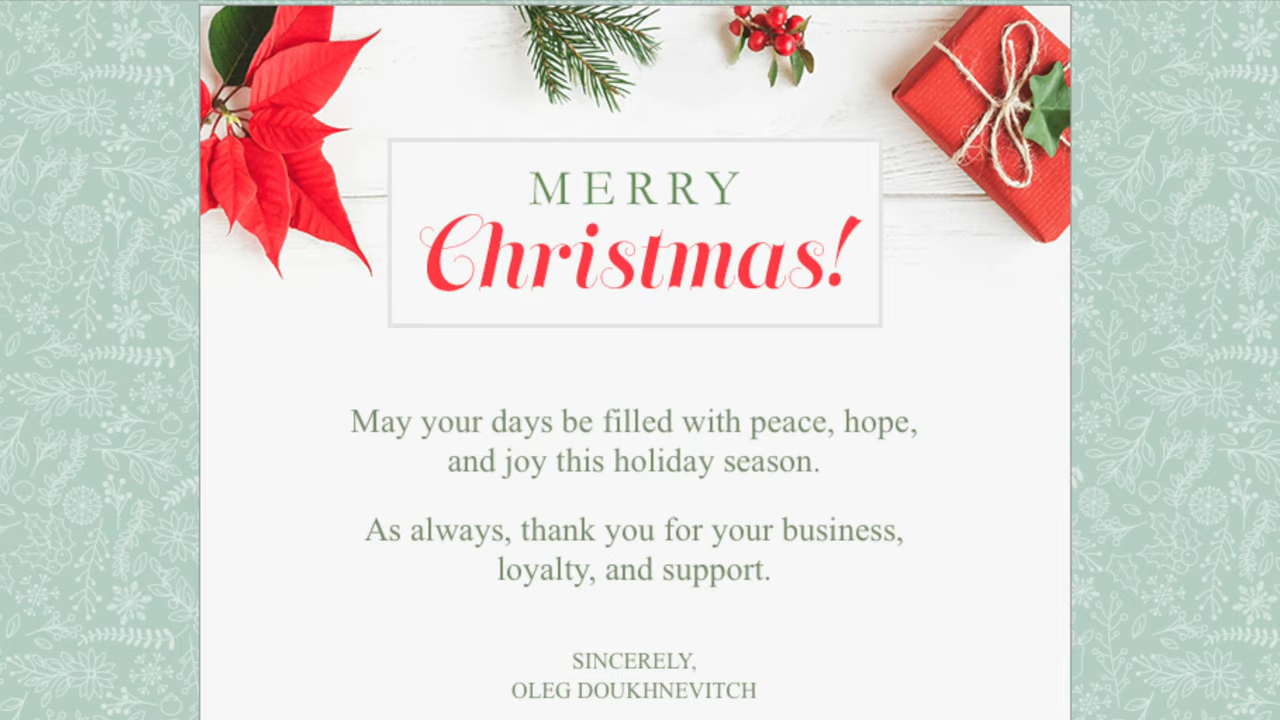 MERRY
Christmas!
May your days be filled with peace, hope,
and joy this holiday season.
As always, thank you for your business,
loyalty, and support.
SINCERELY,
OLEG DOUKHNEVITCH